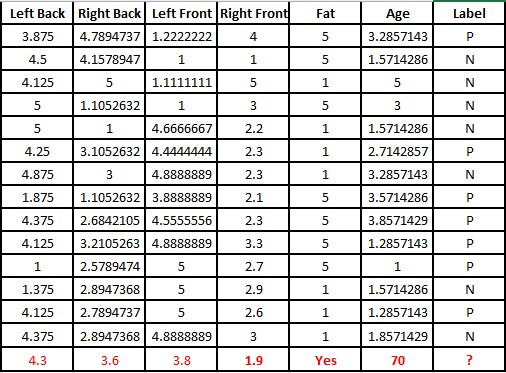 Left Back Right Back Left Front Right Front Fat Age Label
3.875 4.7894737 1.2222222 4 5 3.2857143 P
4.5 4.1578947 1 1 5 1.5714286 N
4.125 5 1.1111111 5 1 5 N
5 1.1052632 1 3 5 3 N
5 1 4.6666667 2.2 1 1.5714286 N
4.25 3.1052632 4.4444444 2.3 1 2.7142857 P
4.875 3 4.8888889 2.3 1 3.2857143 N
1.875 1.1052632 3.8888889 2.1 5 3.5714286 P
4.375 2.6842105 4.5555556 2.3 5 3.8571429 P
4.125 3.2105263 4.8888889 3.3 5 1.2857143 P
1 2.5789474 5 2.7 5 1 P
1.375 2.8947368 5 2.9 1 1.5714286 N
4.125 2.7894737 5 2.6 1 1.2857143 P
4.375 2.8947368 4.8888889 3 1 1.8571429 N
4.3 3.6 3.8 1.9 Yes 70 ?